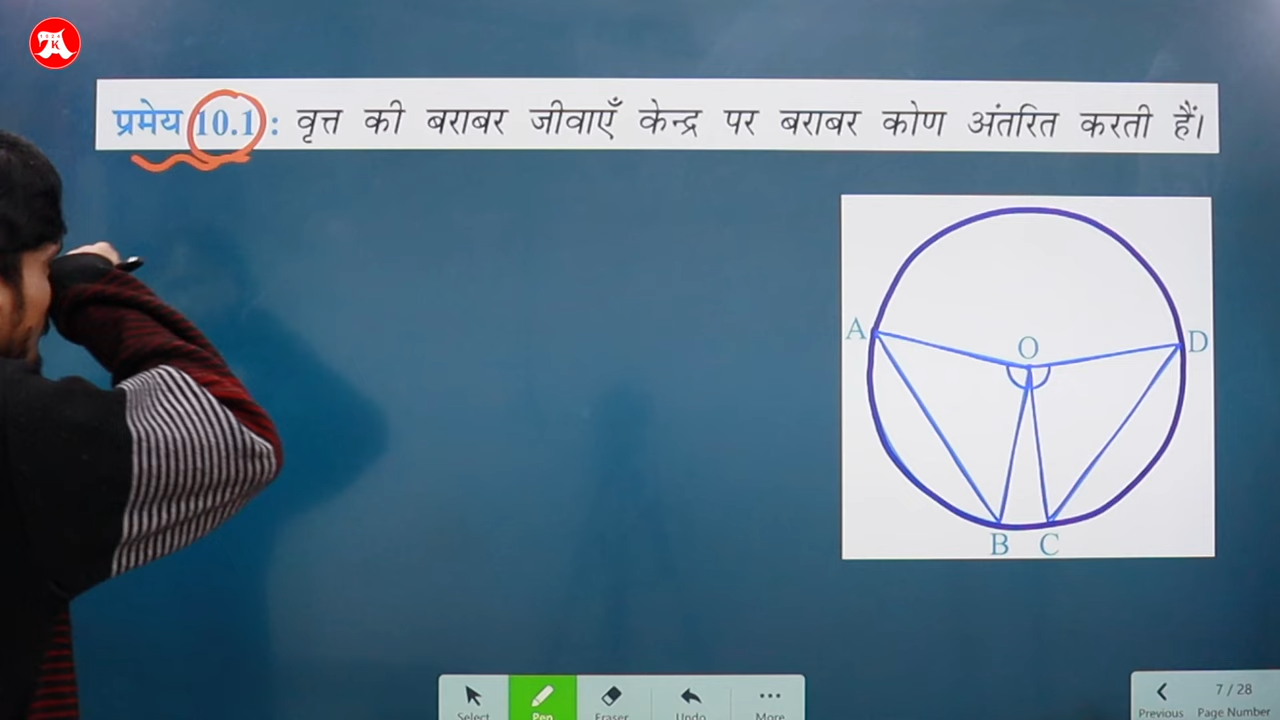 प्रमेय 10.1 : वृत्त की बराबर जीवाएँ केन्द्र पर बराबर कोण अंतरित करती हैं।
A
O
D
B C
Select Pen Eraser Undo More
7 / 28
Previous Page Number